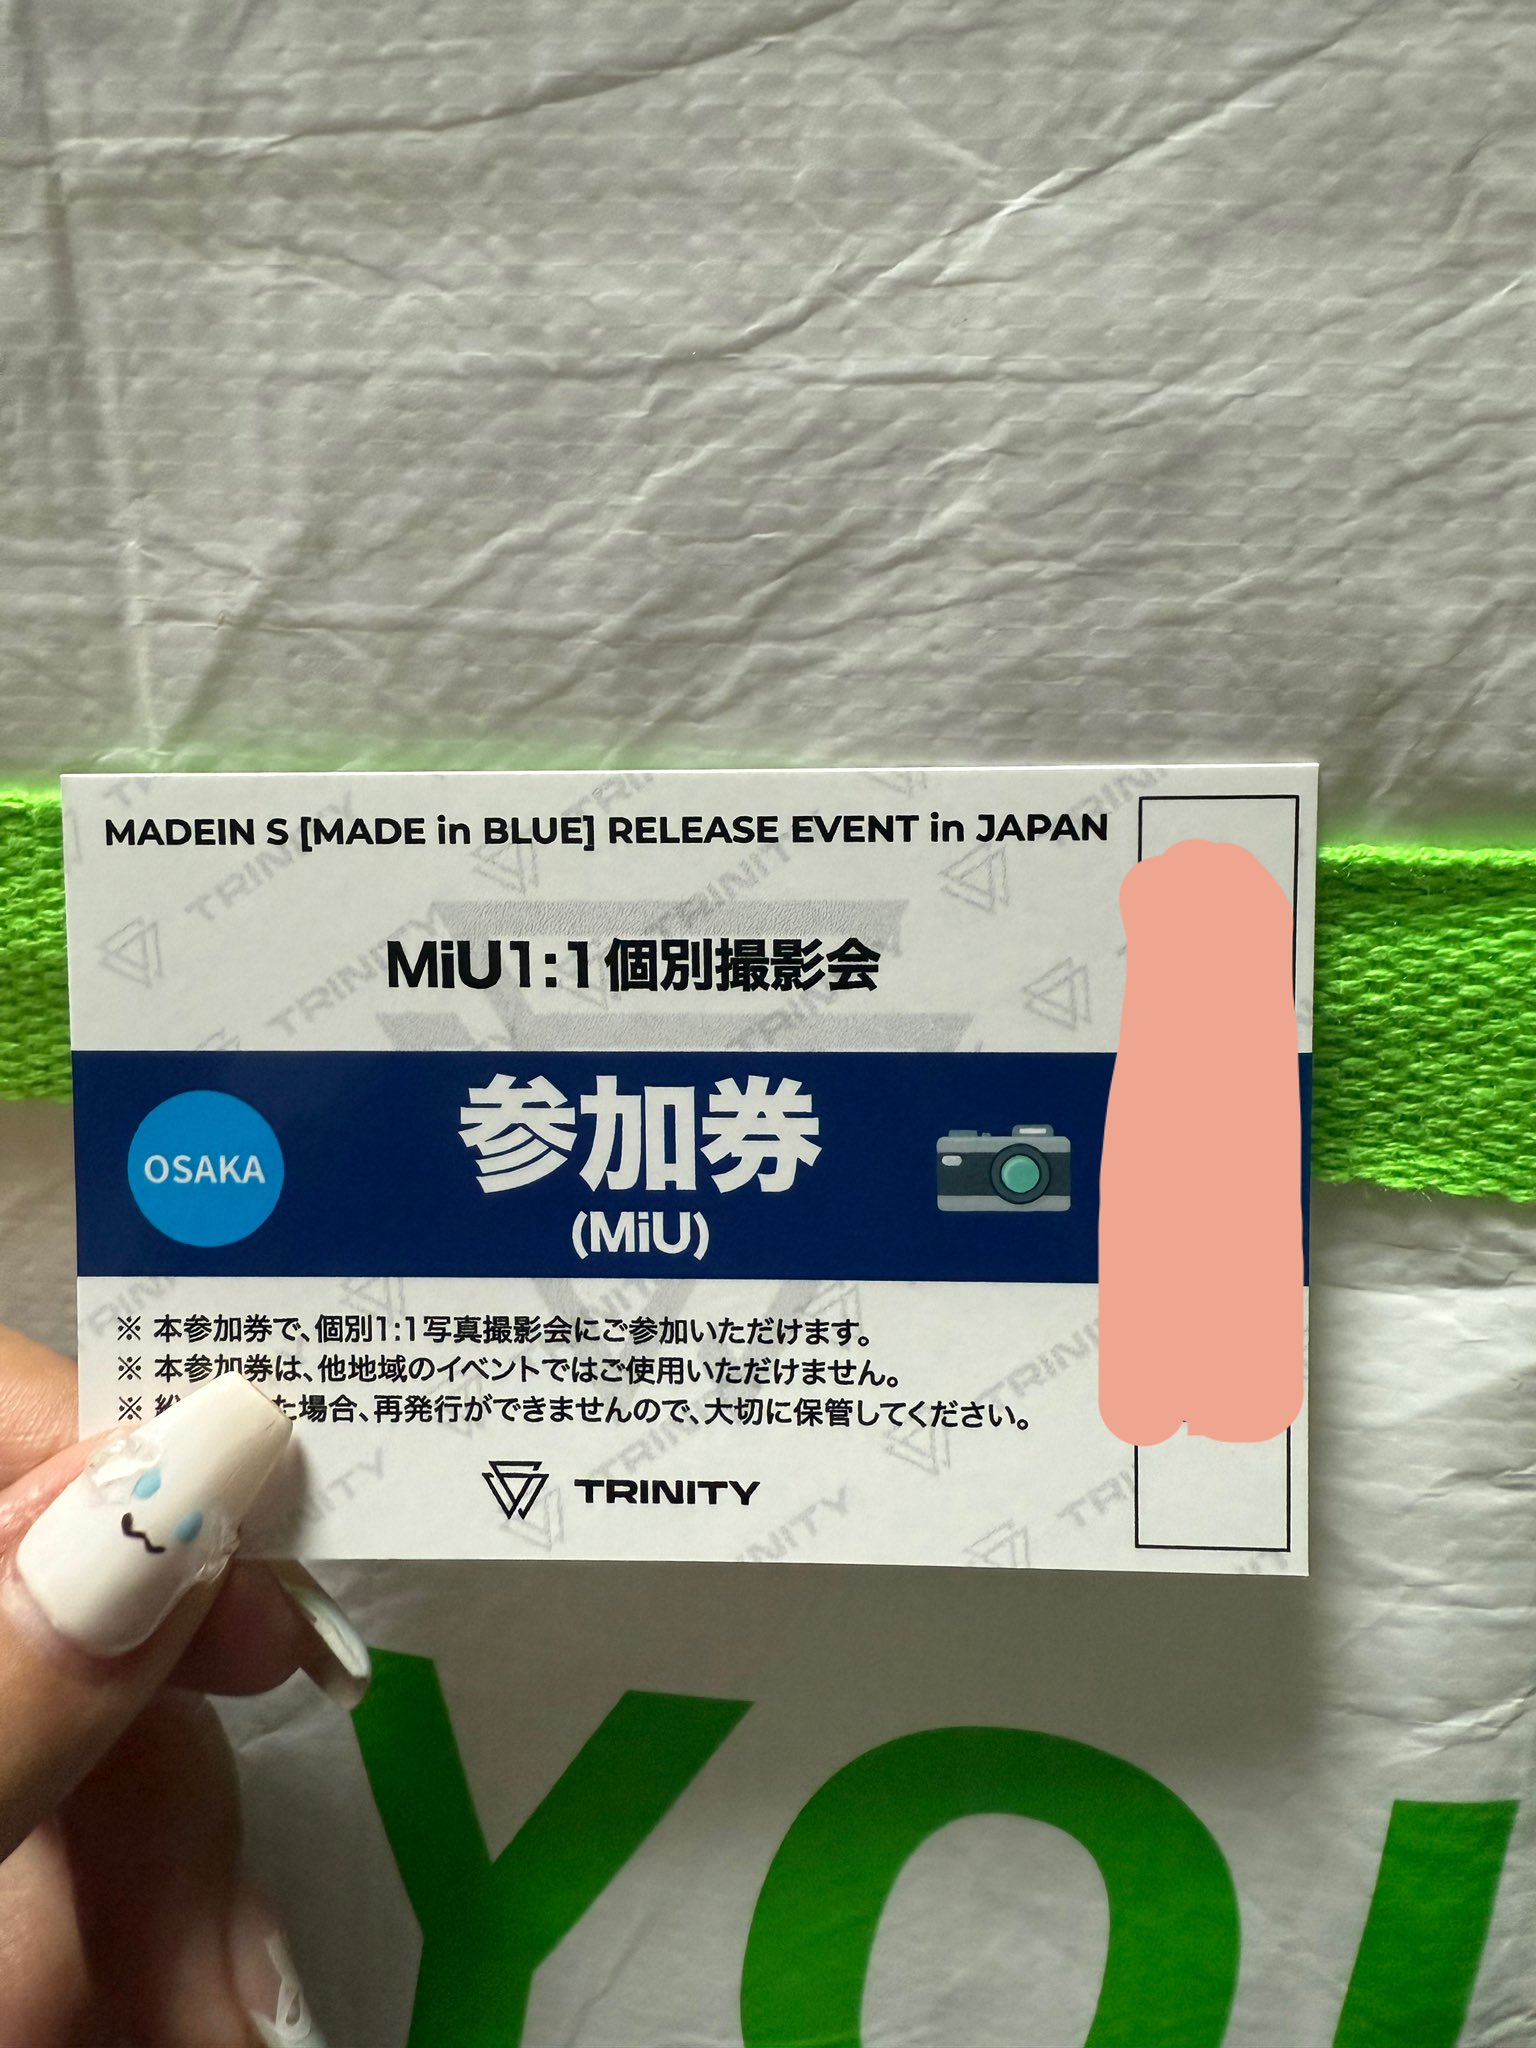 MADEIN S [MADE in BLUE] RELEASE EVENT in JAPAN
MiU1:1個別撮影会
OSAKA
参加券
(MiU)
※ 本参加券で、個別1:1写真撮影会にご参加いただけます。
※ 本参加券は、他地域のイベントではご使用いただけません。
※ 場合、再発行ができませんので、大切に保管してください。
TRINITY
YO